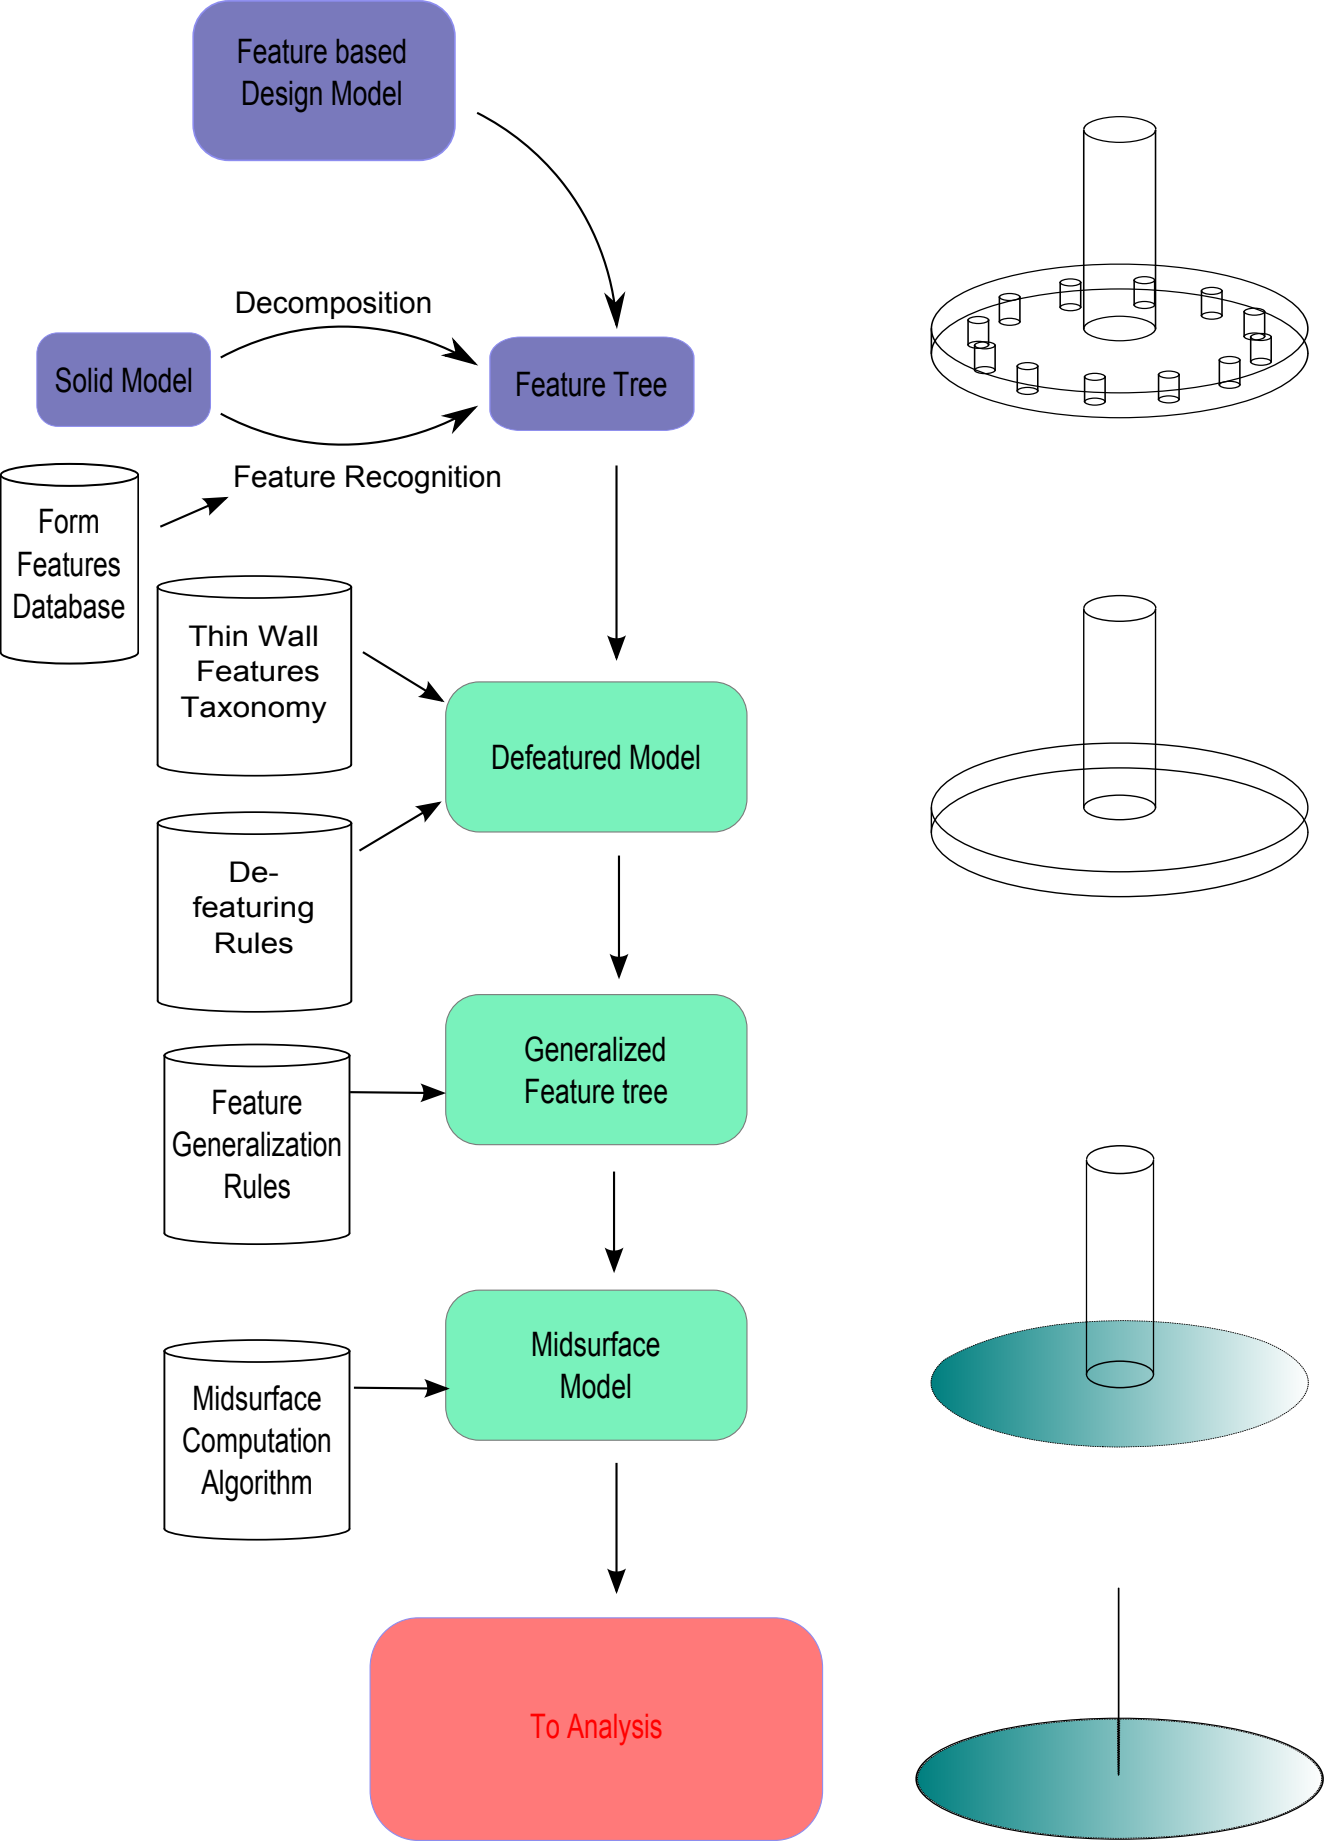 Feature based
Design Model
Decomposition
Solid Model
Feature Tree
Feature Recognition
Form
Features
Database
Thin Wall
Features
Taxonomy
Defeatured Model
De-
featuring
Rules
Generalized
Feature tree
Feature
Generalization
Rules
Midsurface
Model
Midsurface
Computation
Algorithm
To Analysis